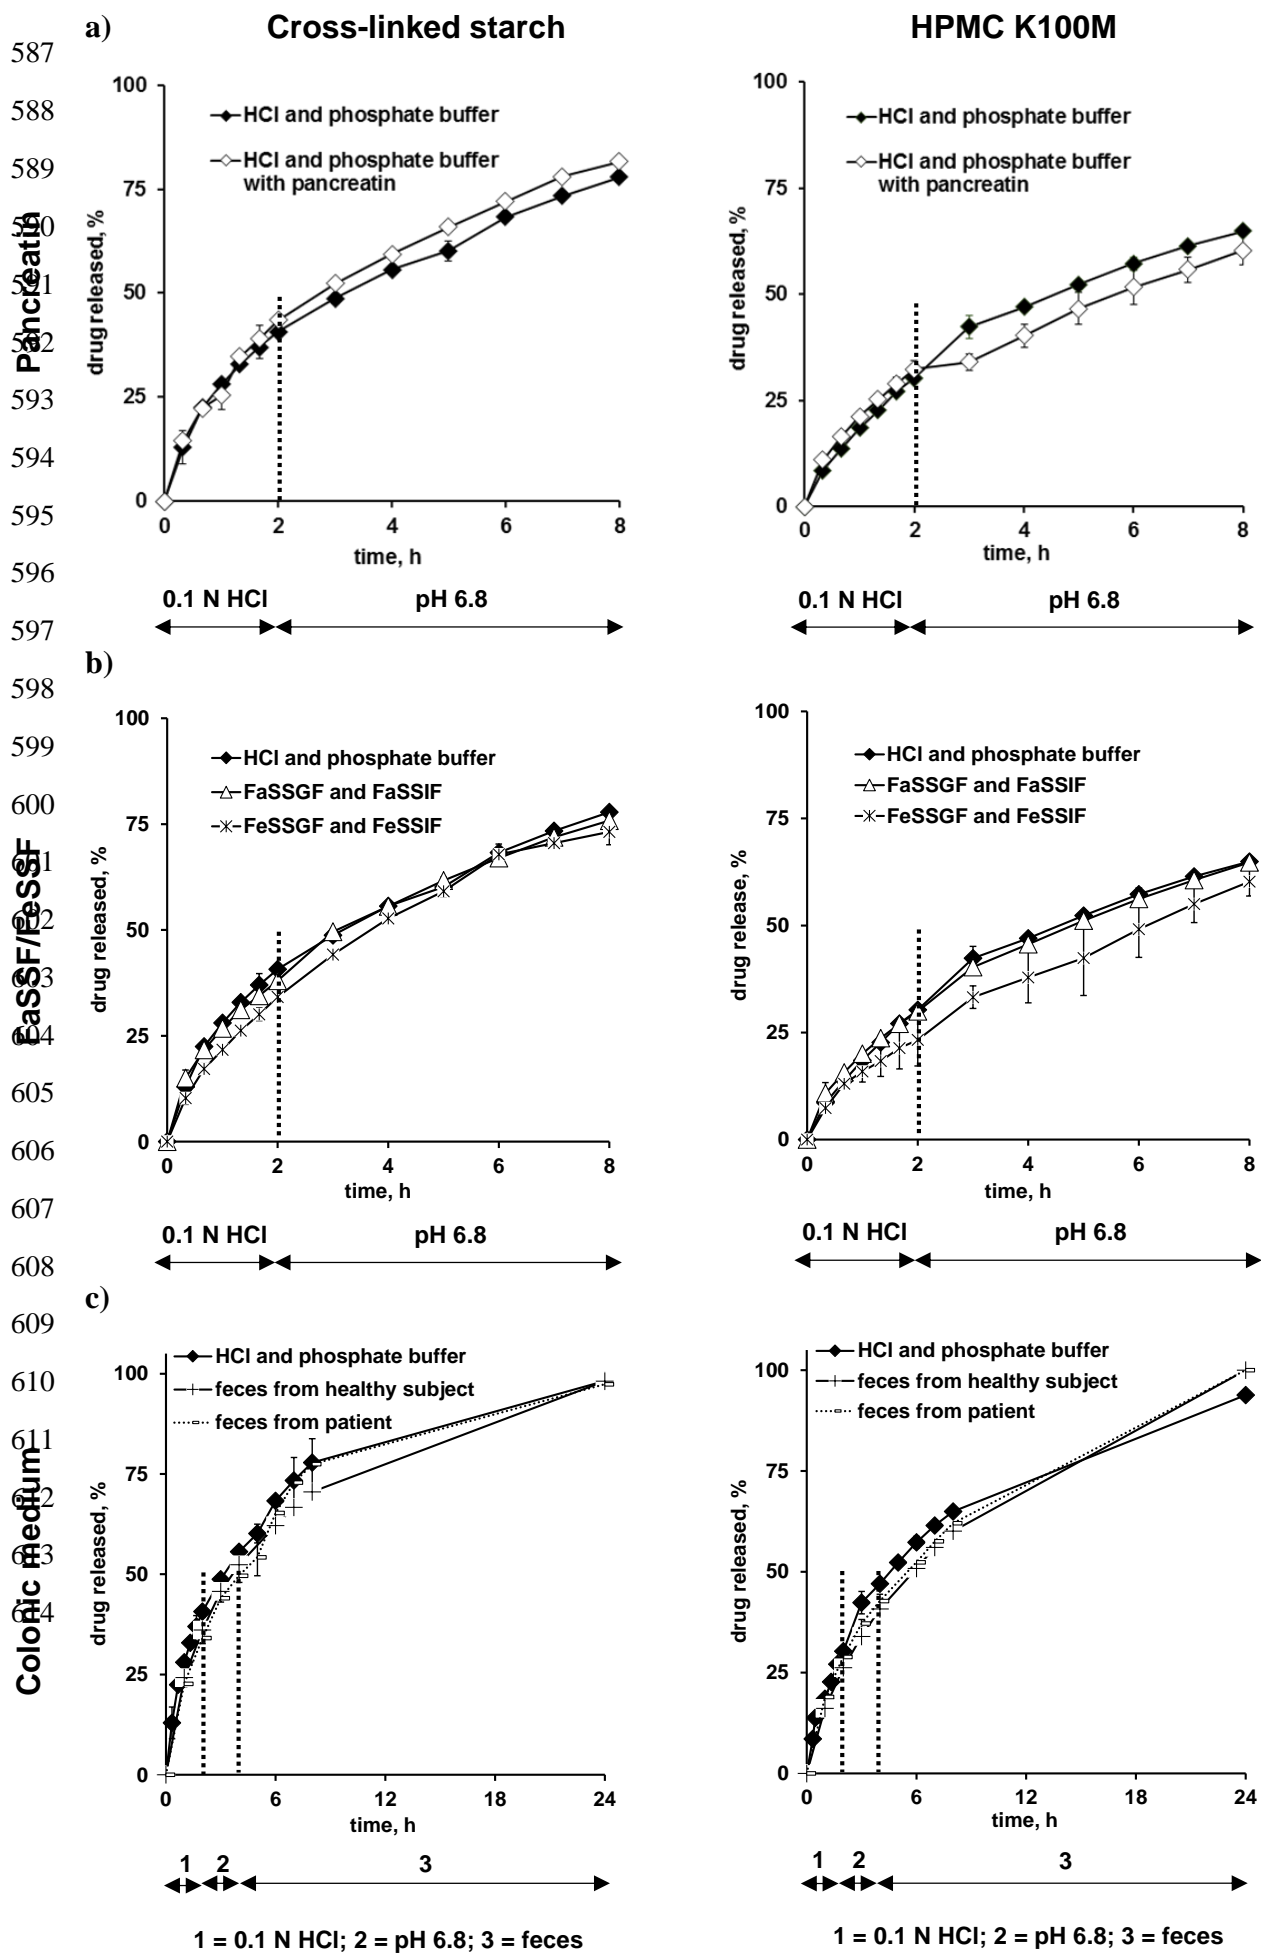 a) Cross-linked starch HPMC K100M
587
588
589
590
591
592
593
594
595
596
597
598
599
600
601
602
603
604
605
606
607
608
609
610
611
612
613
614
Pancreatin
100
75
50
25
0
drug released, %
HCl and phosphate buffer
HCl and phosphate buffer
with pancreatin
0 2 4 6 8
time, h
0.1 N HCl pH 6.8
100
75
50
25
0
drug released, %
HCl and phosphate buffer
HCl and phosphate buffer
with pancreatin
0 2 4 6 8
time, h
0.1 N HCl pH 6.8
b)
FaSSF/FeSSF
100
75
50
25
0
drug released, %
HCl and phosphate buffer
FaSSGF and FaSSIF
FeSSGF and FeSSIF
0 2 4 6 8
time, h
0.1 N HCl pH 6.8
100
75
50
25
0
drug release, %
HCl and phosphate buffer
FaSSGF and FaSSIF
FeSSGF and FeSSIF
0 2 4 6 8
time, h
0.1 N HCl pH 6.8
c)
Colonic medium
100
75
50
25
0
drug released, %
HCl and phosphate buffer
feces from healthy subject
feces from patient
0 6 12 18 24
time, h
1 2 3
1 = 0.1 N HCl; 2 = pH 6.8; 3 = feces
100
75
50
25
0
drug released, %
HCl and phosphate buffer
feces from healthy subject
feces from patient
0 6 12 18 24
time, h
1 2 3
1 = 0.1 N HCl; 2 = pH 6.8; 3 = feces